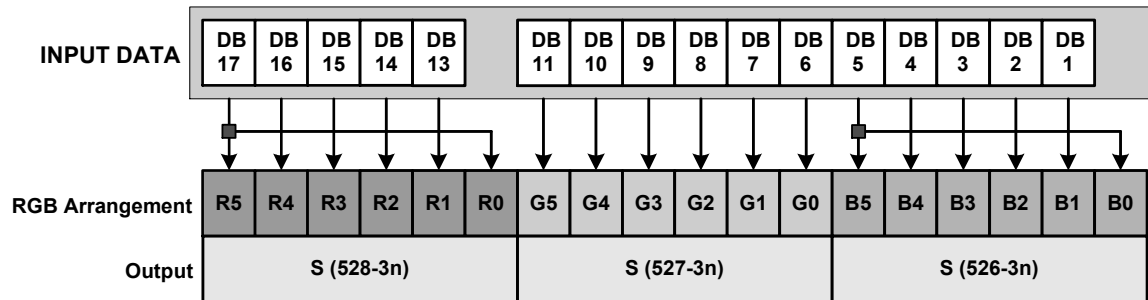 INPUT DATA
DB 17 DB 16 DB 15 DB 14 DB 13 DB 11 DB 10 DB 9 DB 8 DB 7 DB 6 DB 5 DB 4 DB 3 DB 2 DB 1
RGB Arrangement R5 R4 R3 R2 R1 R0 G5 G4 G3 G2 G1 G0 B5 B4 B3 B2 B1 B0
Output S (528-3n) S (527-3n) S (526-3n)